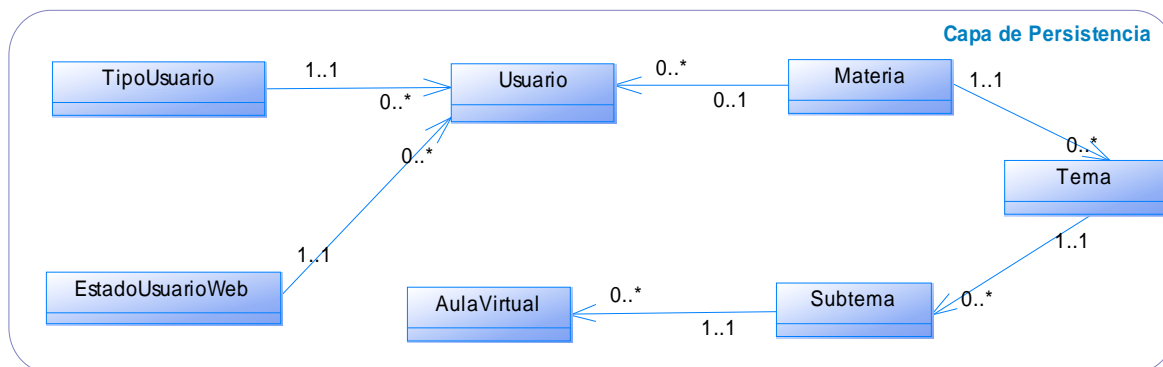 Capa de Persistencia
TipoUsuario
1..1
0..*
Usuario
0..*
0..1
Materia
1..1
0..*
Tema
0..*
1..1
EstadoUsuarioWeb
AulaVirtual
0..*
1..1
Subtema
0..*
1..1